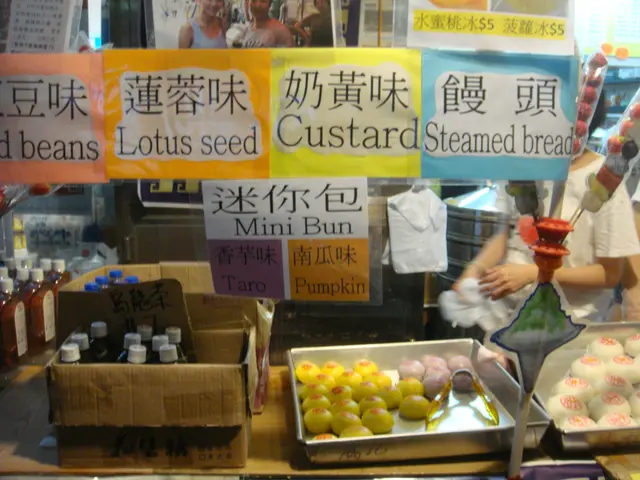 水蜜桃冰$5 菠蘿冰$5
豆味
beans
蓮蓉味
Lotus seed
奶黃味
Custard
饅頭
Steamed bread
迷你包
Mini Bun
香芋味
Taro
南瓜味
Pumpkin